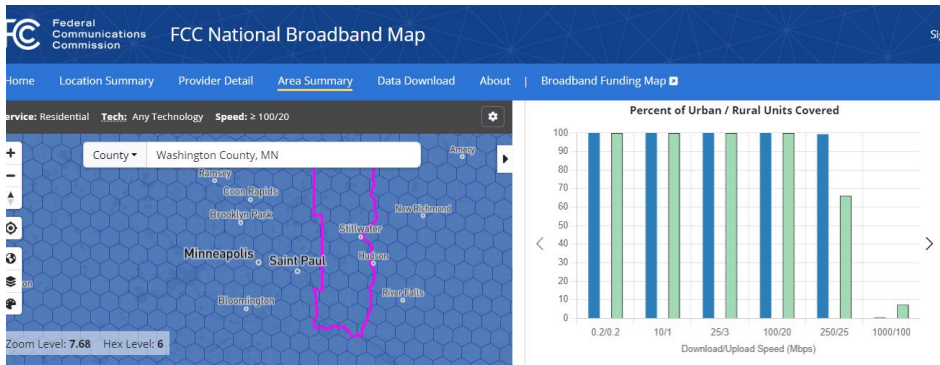 FCC
Federal
Communications
Commission
FCC National Broadband Map
Home Location Summary Provider Detail Area Summary Data Download About | Broadband Funding Map
ervice: Residential Tech: Any Technology Speed: ≥ 100/20
County Washington County, MN
Amery
Ramsey
Coon Rapids
Brooklyn Park
New Richmond
Stillwater
Minneapolis
Saint Paul
Hudson
River Falls
Bloomington
Zoom Level: 7.68 Hex Level: 6
Percent of Urban / Rural Units Covered
100
90
80
70
60
50
40
30
20
10
0
0.2/0.2 10/1 25/3 100/20 250/25 1000/100
Download/Upload Speed (Mbps)